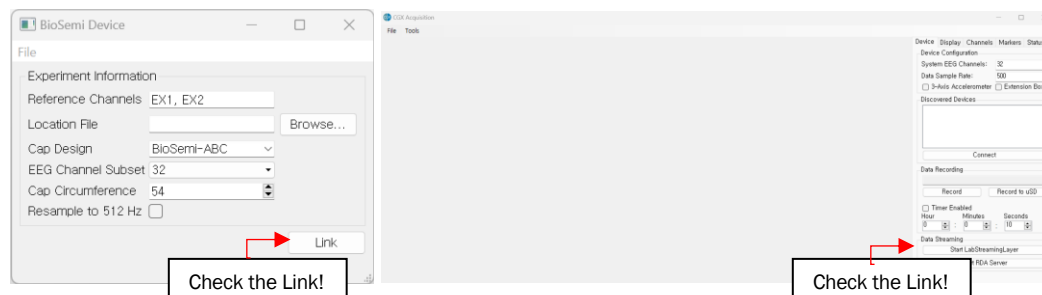 BioSemi Device
File
Experiment Information
Reference Channels EX1, EX2
Location File Browse...
Cap Design BioSemi-ABC
EEG Channel Subset 32
Cap Circumference 54
Resample to 512 Hz
Link
Check the Link!
CGX Acquisition
File Tools
Device Display Channels Markers Status
Device Configuration
System EEG Channels: 32
Data Sample Rate: 500
3-Axis Accelerometer Extension Bo
Discovered Devices
Connect
Data Recording
Record Record to uSD
Timer Enabled
Hour Minutes Seconds
0 : 0 : 10
Data Streaming
Start LabStreamingLayer
RDA Server
Check the Link!